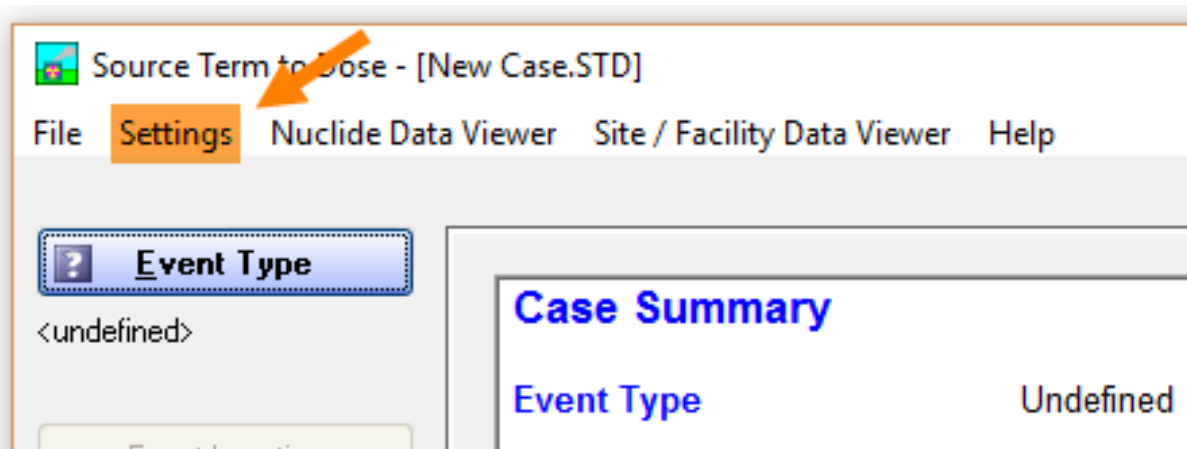 Source Term to Dose - [New Case.STD]
File Settings Nuclide Data Viewer Site / Facility Data Viewer Help
Event Type
<undefined>
Case Summary
Event Type Undefined